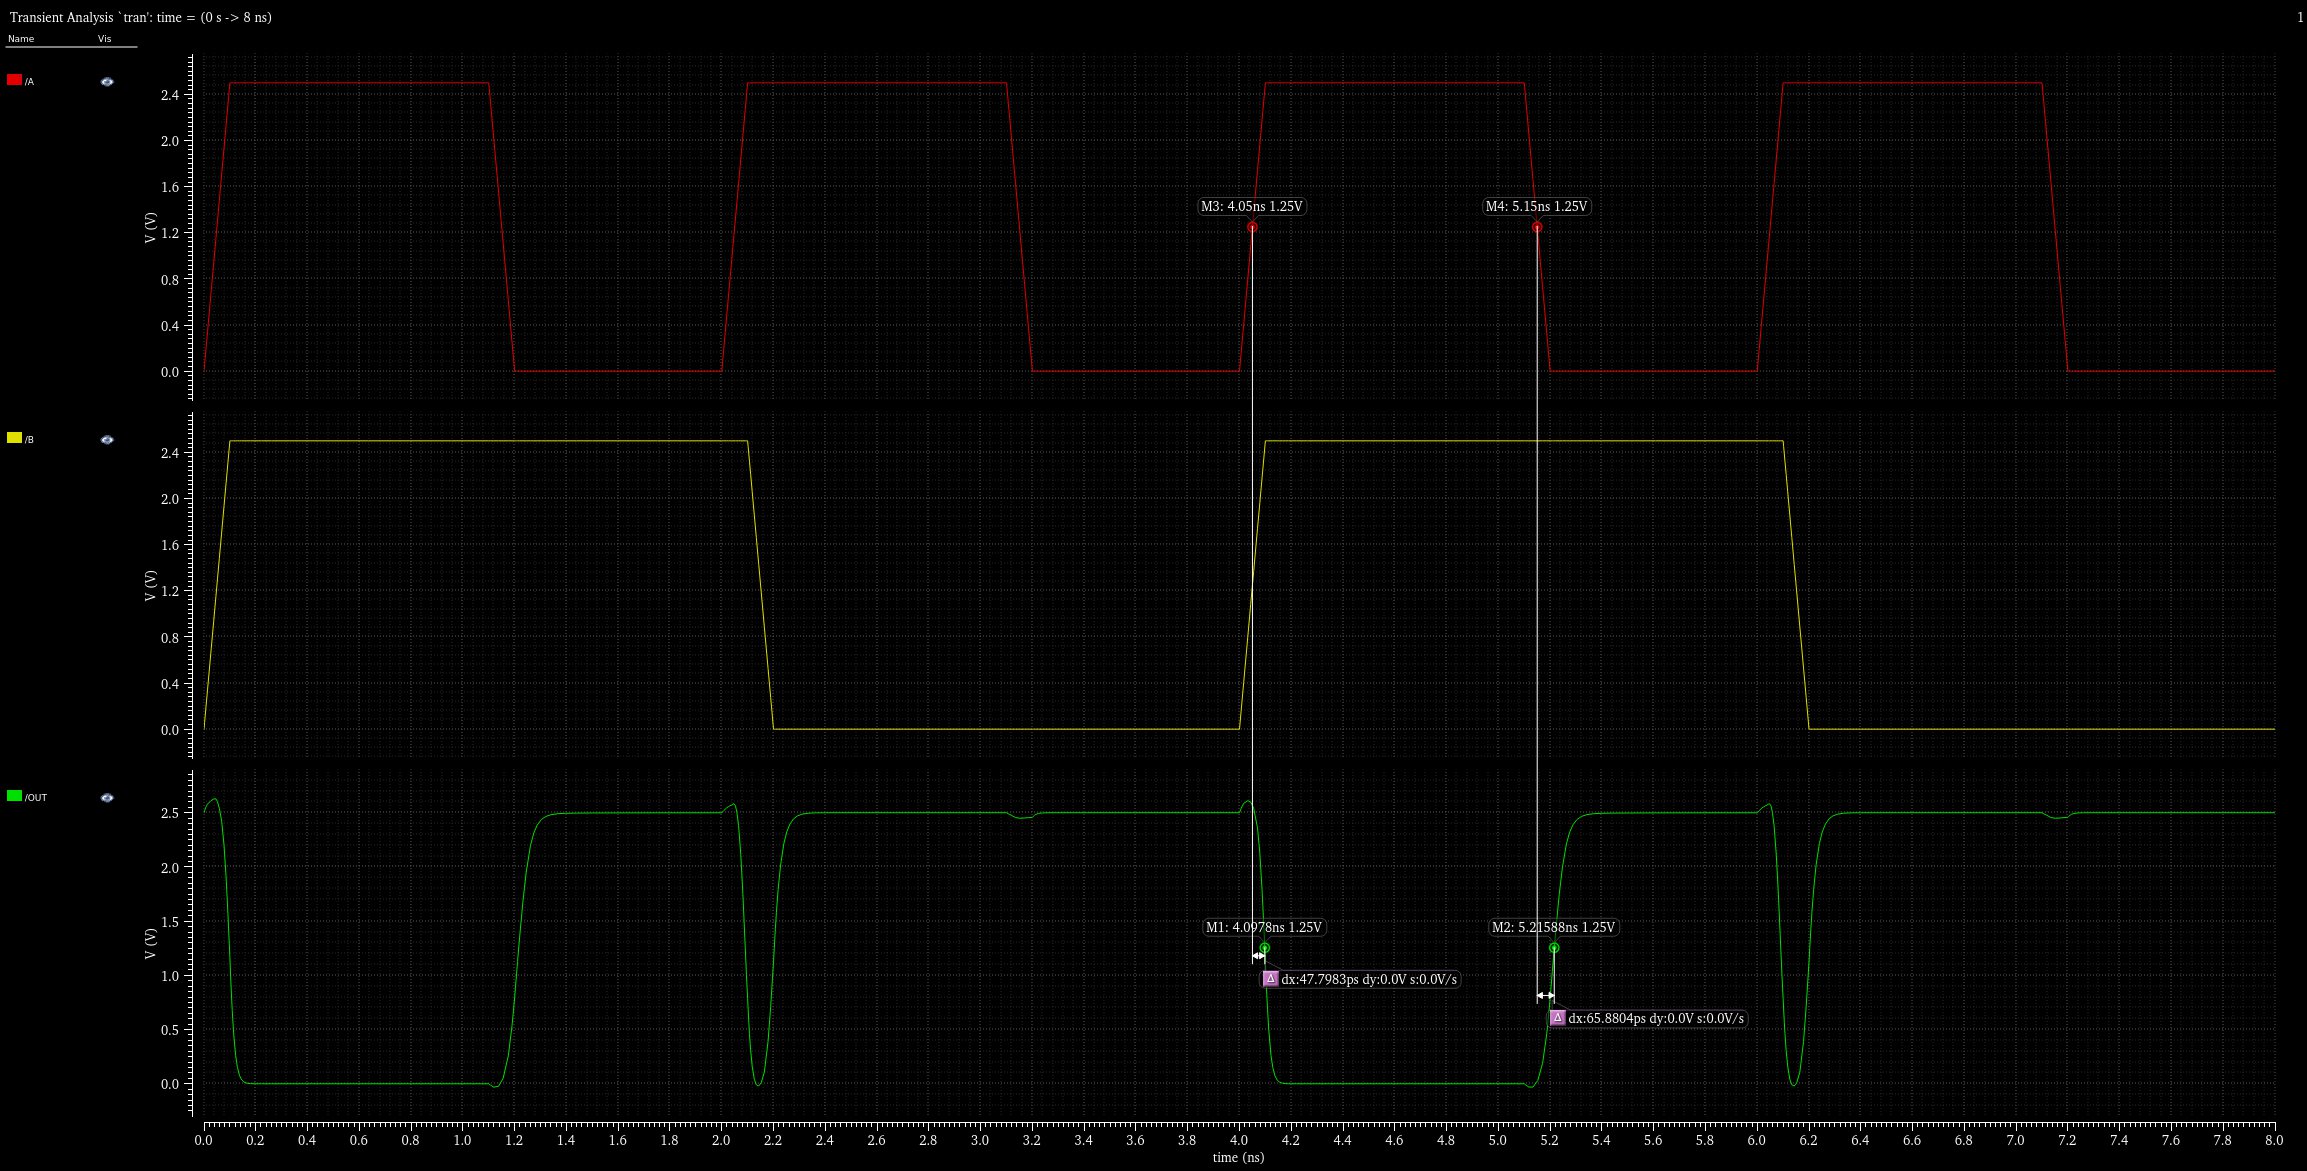 Transient Analysis `tran': time = (0 s -> 8 ns)
1
Name Vis
/A
2.4
2.0
1.6
1.2
0.8
0.4
0.0
V (V)
M3: 4.05ns 1.25V
M4: 5.15ns 1.25V
/B
2.4
2.0
1.6
1.2
0.8
0.4
0.0
V (V)
/OUT
2.5
2.0
1.5
1.0
0.5
0.0
V (V)
M1: 4.0978ns 1.25V
M2: 5.21588ns 1.25V
Δ dx:47.7983ps dy:0.0V s:0.0V/s
Δ dx:65.8804ps dy:0.0V s:0.0V/s
0.0 0.2 0.4 0.6 0.8 1.0 1.2 1.4 1.6 1.8 2.0 2.2 2.4 2.6 2.8 3.0 3.2 3.4 3.6 3.8 4.0 4.2 4.4 4.6 4.8 5.0 5.2 5.4 5.6 5.8 6.0 6.2 6.4 6.6 6.8 7.0 7.2 7.4 7.6 7.8 8.0
time (ns)